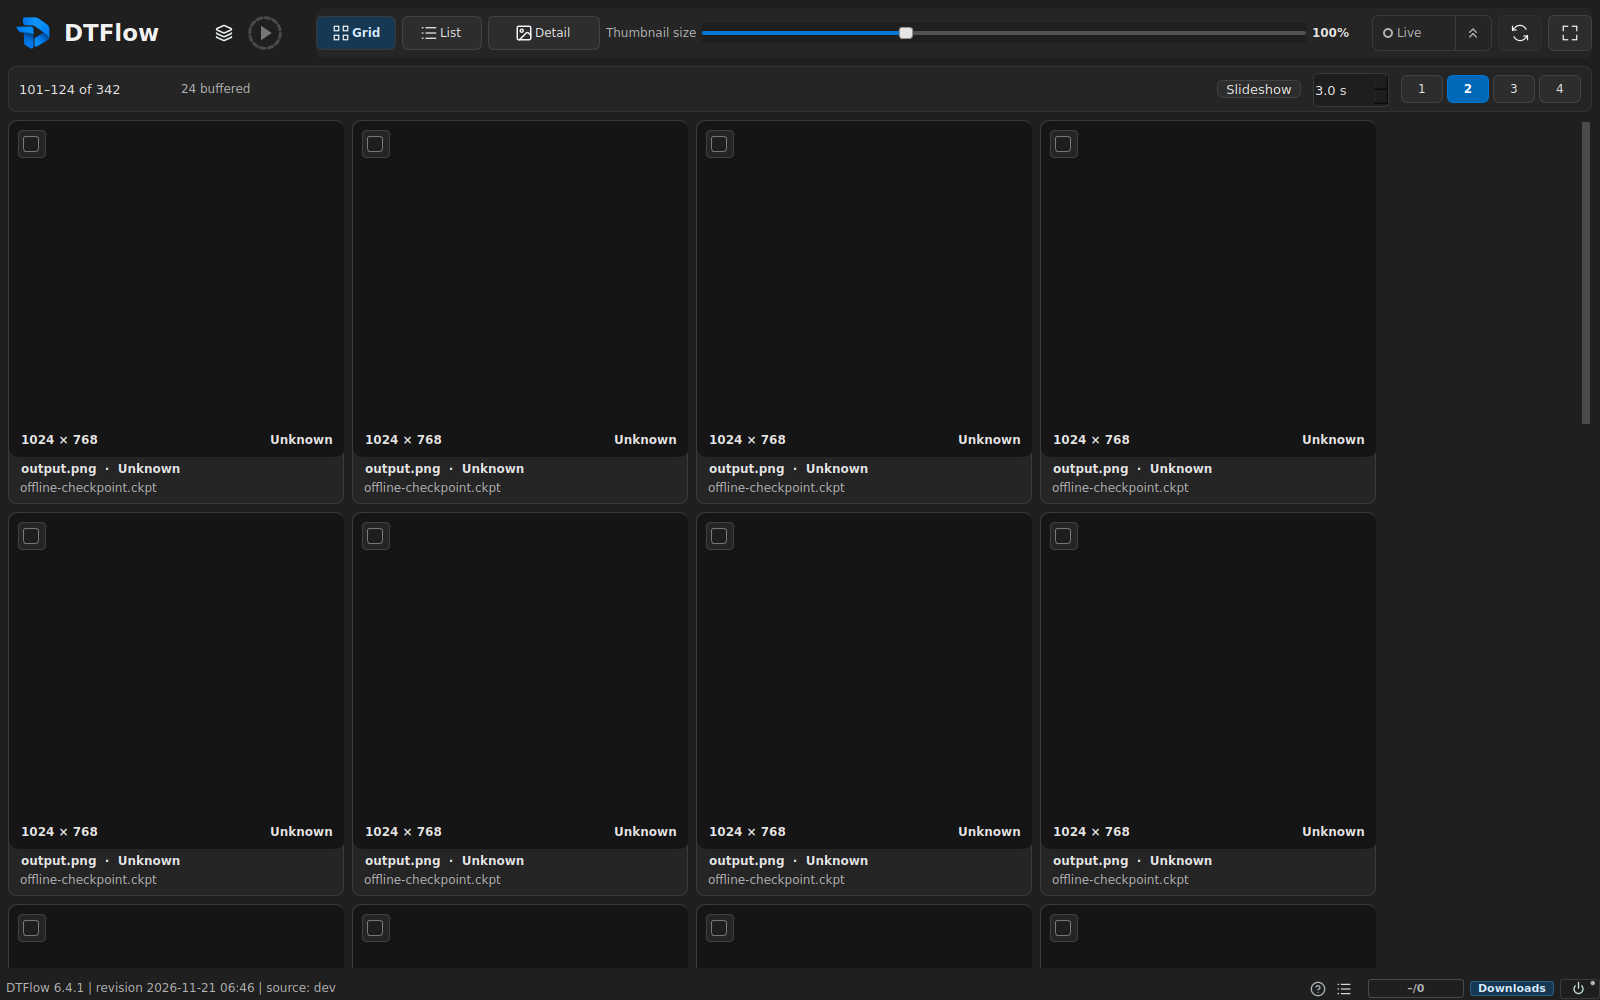 DTFlow
Grid
List
Detail
Thumbnail size
100%
Live
101–124 of 342
24 buffered
Slideshow
3.0 s
1
2
3
4
1024 × 768 Unknown
output.png · Unknown
offline-checkpoint.ckpt
1024 × 768 Unknown
output.png · Unknown
offline-checkpoint.ckpt
1024 × 768 Unknown
output.png · Unknown
offline-checkpoint.ckpt
1024 × 768 Unknown
output.png · Unknown
offline-checkpoint.ckpt
1024 × 768 Unknown
output.png · Unknown
offline-checkpoint.ckpt
1024 × 768 Unknown
output.png · Unknown
offline-checkpoint.ckpt
1024 × 768 Unknown
output.png · Unknown
offline-checkpoint.ckpt
1024 × 768 Unknown
output.png · Unknown
offline-checkpoint.ckpt
DTFlow 6.4.1 | revision 2026-11-21 06:46 | source: dev
–/0
Downloads